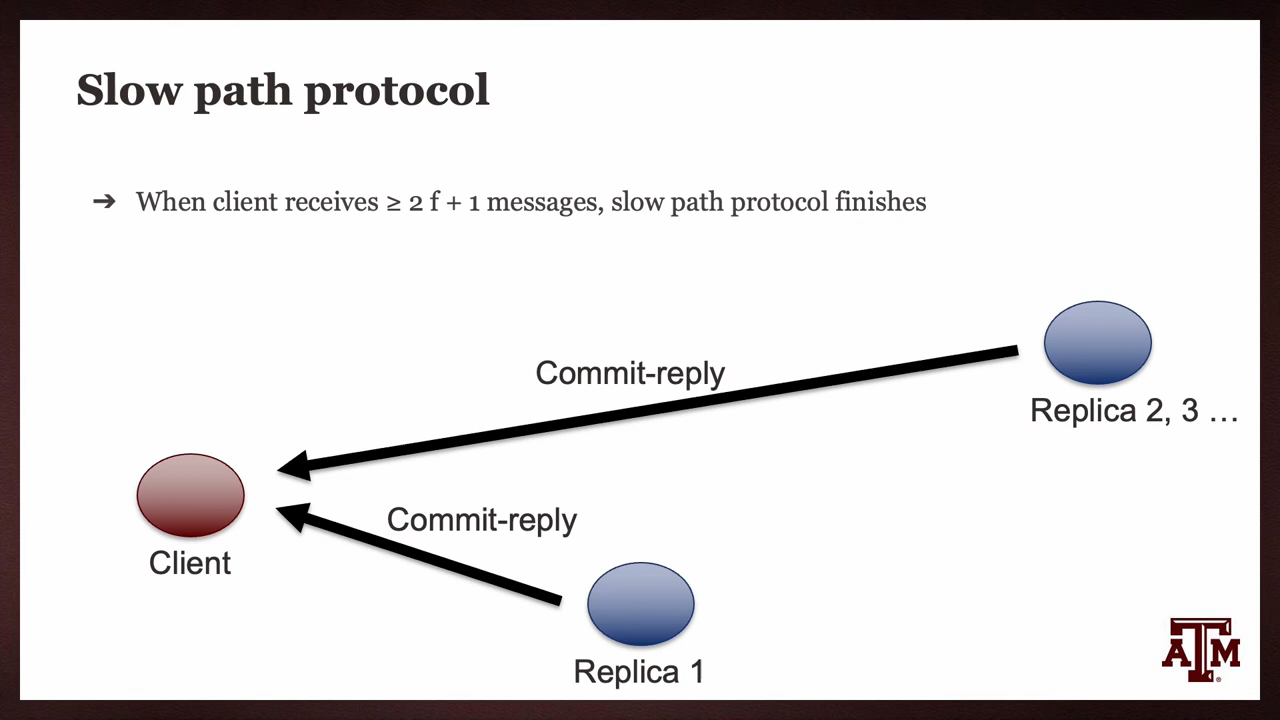 Slow path protocol
➔ When client receives ≥ 2 f + 1 messages, slow path protocol finishes
Commit-reply
Replica 2, 3 …
Commit-reply
Client
Replica 1
ATM